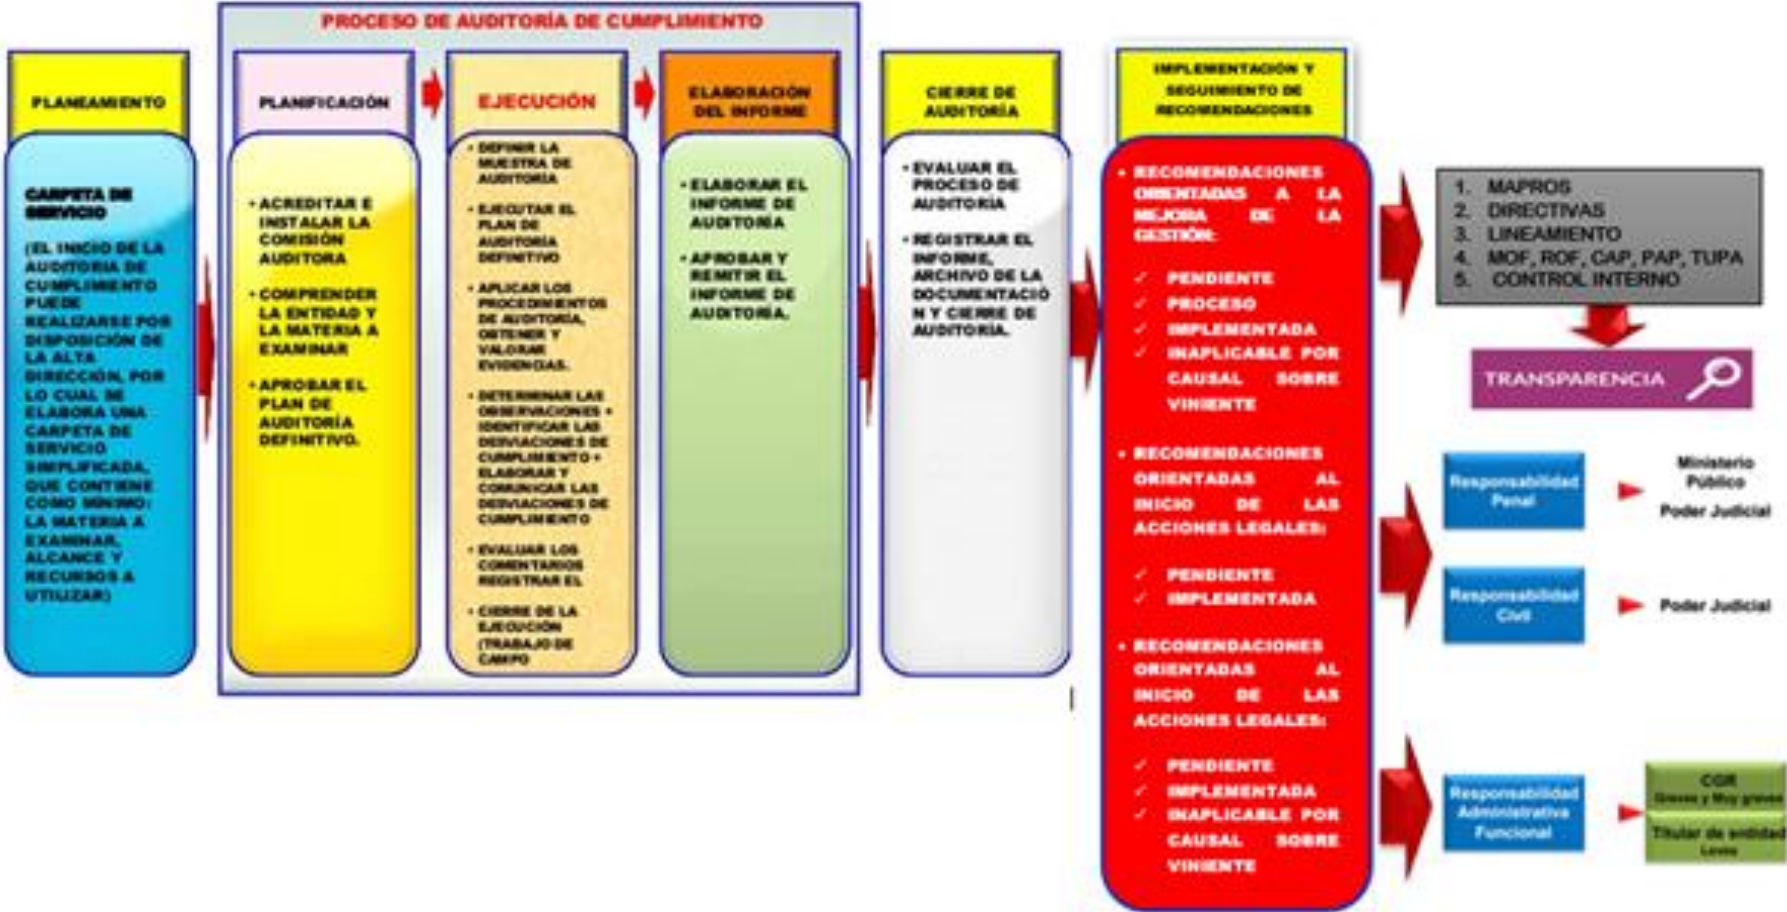 PROCESO DE AUDITORÍA DE CUMPLIMIENTO
PLANEAMIENTO
CARPETA DE
SERVICIO
(EL INICIO DE LA
AUDITORIA DE
CUMPLIMIENTO
PUEDE
REALIZARSE POR
DISPOSICIÓN DE
LA ALTA
DIRECCIÓN, POR
LO CUAL SE
ELABORA UNA
CARPETA DE
SERVICIO
SIMPLIFICADA,
QUE CONTIENE
COMO MÍNIMO:
LA MATERIA A
EXAMINAR,
ALCANCE Y
RECURSOS A
UTILIZAR)
PLANIFICACIÓN
• ACREDITAR E
INSTALAR LA
COMISIÓN
AUDITORA
• COMPRENDER
LA ENTIDAD Y
LA MATERIA A
EXAMINAR
• APROBAR EL
PLAN DE
AUDITORÍA
DEFINITIVO.
EJECUCIÓN
• DEFINIR LA
MUESTRA DE
AUDITORÍA
• EJECUTAR EL
PLAN DE
AUDITORIA
DEFINITIVO
• APLICAR LOS
PROCEDIMIENTOS
DE AUDITORÍA,
OBTENER Y
VALORAR
EVIDENCIAS.
• DETERMINAR LAS
OBSERVACIONES +
IDENTIFICAR LAS
DESVIACIONES DE
CUMPLIMIENTO +
ELABORAR Y
COMUNICAR LAS
DESVIACIONES DE
CUMPLIMIENTO
• EVALUAR LOS
COMENTARIOS
REGISTRAR EL
• CIERRE DE LA
EJECUCIÓN
(TRABAJO DE
CAMPO
ELABORACIÓN
DEL INFORME
• ELABORAR EL
INFORME DE
AUDITORÍA
• APROBAR Y
REMITIR EL
INFORME DE
AUDITORÍA.
CIERRE DE
AUDITORÍA
• EVALUAR EL
PROCESO DE
AUDITORÍA
• REGISTRAR EL
INFORME,
ARCHIVO DE LA
DOCUMENTACIÓ
N Y CIERRE DE
AUDITORÍA.
IMPLEMENTACIÓN Y
SEGUIMIENTO DE
RECOMENDACIONES
• RECOMENDACIONES
ORIENTADAS A LA
MEJORA DE LA
GESTIÓN:
✓ PENDIENTE
✓ PROCESO
✓ IMPLEMENTADA
✓ INAPLICABLE POR
CAUSAL SOBRE
VINIENTE
• RECOMENDACIONES
ORIENTADAS AL
INICIO DE LAS
ACCIONES LEGALES:
✓ PENDIENTE
✓ IMPLEMENTADA
• RECOMENDACIONES
ORIENTADAS AL
INICIO DE LAS
ACCIONES LEGALES:
✓ PENDIENTE
✓ IMPLEMENTADA
✓ INAPLICABLE POR
CAUSAL SOBRE
VINIENTE
1. MAPROS
2. DIRECTIVAS
3. LINEAMIENTO
4. MOF, ROF, CAP, PAP, TUPA
5. CONTROL INTERNO
TRANSPARENCIA
Responsabilidad
Penal
Ministerio
Público
Poder Judicial
Responsabilidad
Civil
Poder Judicial
Responsabilidad
Administrativa
Funcional
CGR
Graves y Muy graves
Titular de entidad
Leves